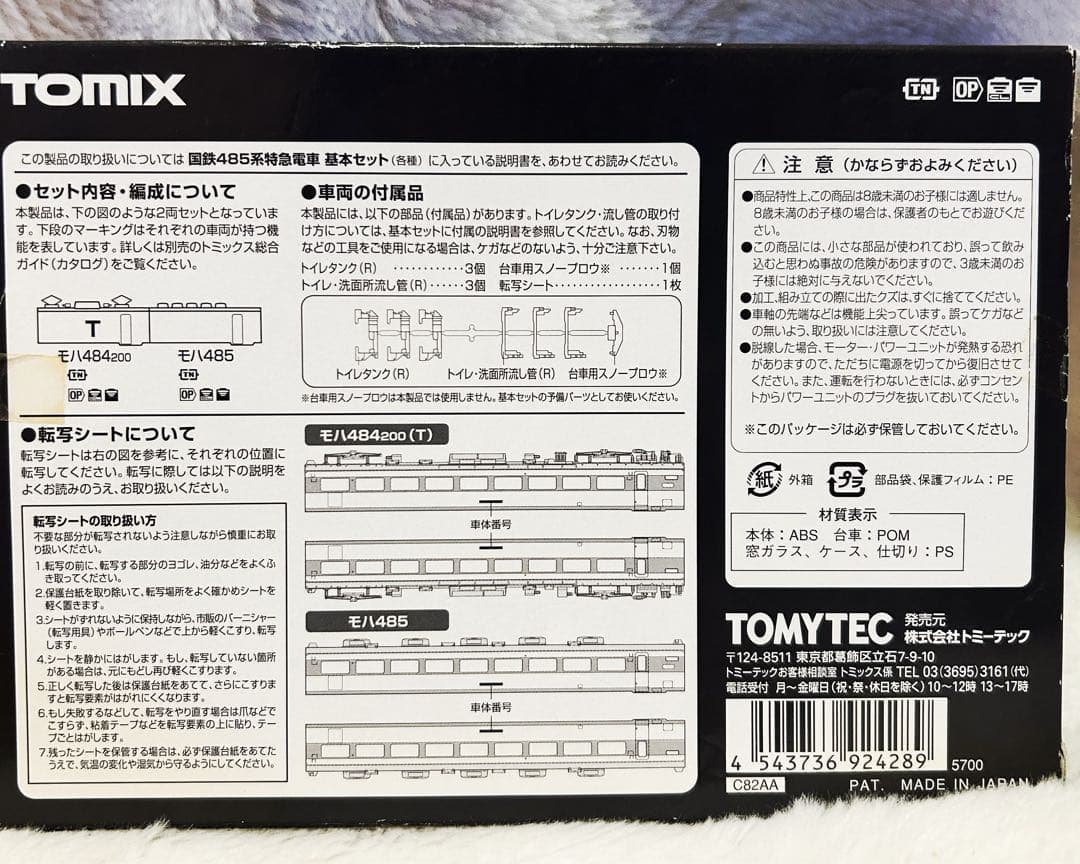 TOMIX
TN OP CL
この製品の取り扱いについては 国鉄485系特急電車 基本セット(各種) に入っている説明書を、あわせてお読みください。
●セット内容・編成について
本製品は、下の図のような2両セットとなっていま
す。下段のマーキングはそれぞれの車両が持つ機
能を表しています。詳しくは別売のトミックス総合
ガイド(カタログ)をご覧ください。
T
モハ484200 モハ485
TN TN
OP OP
●車両の付属品
本製品には、以下の部品(付属品)があります。トイレタンク・流し管の取り付
け方については、基本セットに付属の説明書を参照してください。なお、刃物
などの工具をご使用になる場合は、ケガなどのないよう、十分ご注意下さい。
トイレタンク(R) ············3個 台車用スノープロウ※ ·······1個
トイレ・洗面所流し管(R)······3個 転写シート··················1枚
トイレタンク(R) トイレ・洗面所流し管(R) 台車用スノープロウ※
※台車用スノープロウは本製品では使用しません。基本セットの予備パーツとしてお使いください。
●転写シートについて
転写シートは右の図を参考に、それぞれの位置に
転写してください。転写に際しては以下の説明を
よくお読みのうえ、お取り扱いください。
転写シートの取り扱い方
不要な部分が転写されないよう注意しながら慎重にお取
り扱いください。
1.転写の前に、転写する部分のヨゴレ、油分などをよくふ
き取ってください。
2.保護台紙を取り除いて、転写場所をよく確かめシートを
軽く置きます。
3.シートがずれないように保持しながら、市販のバーニシャー
(転写用具)やボールペンなどで上から軽くこすり、転写
します。
4.シートを静かにはがします。もし、転写していない箇所
がある場合は、元にもどし再び軽くこすります。
5.正しく転写した後は保護台紙をあてて、さらにこすりま
すと転写要素がはがれにくくなります。
6.もし失敗するなどして、転写をやり直す場合は爪などで
こすらず、粘着テープなどを転写要素の上に貼り、テー
プごとはがします。
7.残ったシートを保管する場合は、必ず保護台紙をあてた
うえで、気温の変化や湿気から守るようにしてください。
モハ484200(T)
車体番号
モハ485
車体番号
注 意 (かならずおよみください)
●商品特性上、この商品は8歳未満のお子様には適しません。
8歳未満のお子様の場合は、保護者のもとでお遊びくだ
さい。
●この商品には、小さな部品が使われており、誤って飲み
込むと思わぬ事故の危険がありますので、3歳未満のお
子様には絶対に与えないでください。
●加工、組み立ての際に出たクズは、すぐに捨ててください。
●車軸の先端などは機能上尖っています。誤ってケガなど
の無いよう、取り扱いには注意してください。
●脱線した場合、モーター・パワーユニットが発熱する恐れ
がありますので、ただちに電源を切ってから復旧させて
ください。また、運転を行わないときには、必ずコンセン
トからパワーユニットのプラグを抜いておいてください。
※このパッケージは必ず保管しておいてください。
紙 外箱 プラ 部品袋、保護フィルム:PE
材質表示
本体:ABS 台車:POM
窓ガラス、ケース、仕切り:PS
TOMYTEC 発売元
株式会社トミーテック
〒124-8511 東京都葛飾区立石7-9-10
トミーテックお客様相談室 トミックス係 TEL 03(3695)3161(代)
電話受付 月〜金曜日(祝・祭・休日を除く)10〜12時 13〜17時
4 543736 924289 5700
C82AA PAT. MADE IN JAPAN